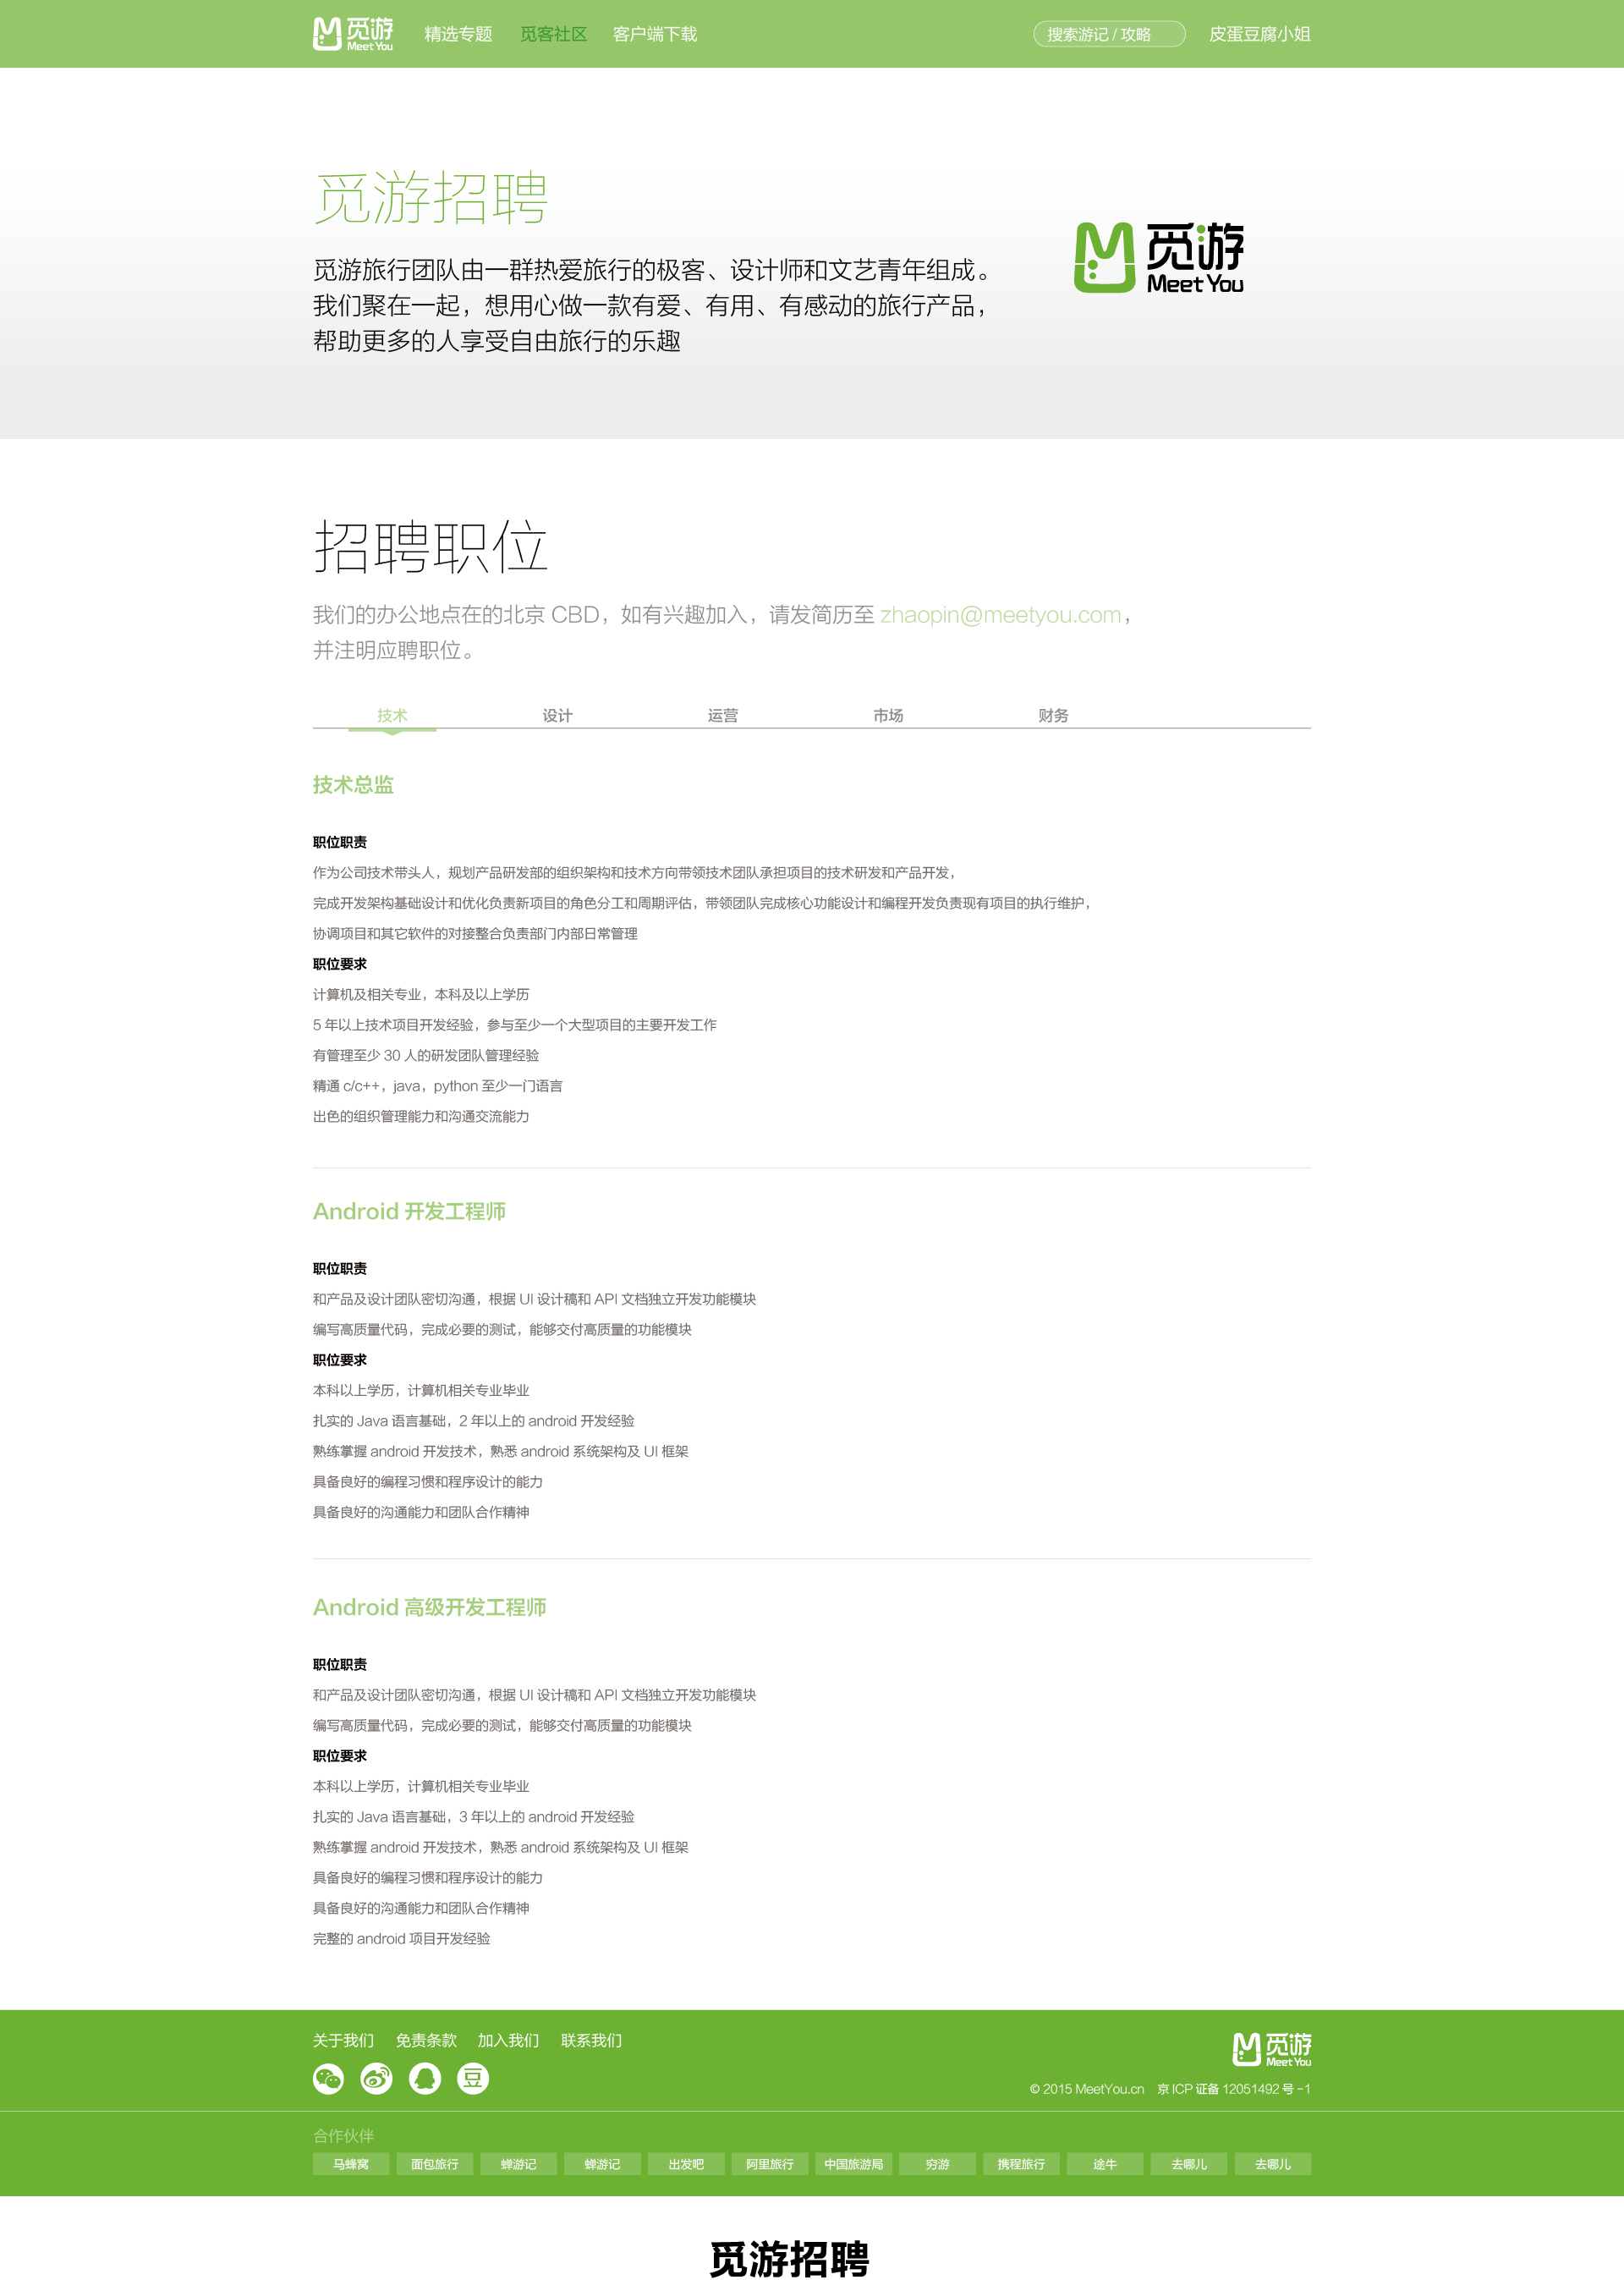 觅游
Meet You
精选专题 觅客社区 客户端下载
搜索游记 / 攻略
皮蛋豆腐小姐
觅游招聘
觅游旅行团队由一群热爱旅行的极客、设计师和文艺青年组成。
我们聚在一起，想用心做一款有爱、有用、有感动的旅行产品，
帮助更多的人享受自由旅行的乐趣
觅游
Meet You
招聘职位
我们的办公地点在的北京 CBD，如有兴趣加入，请发简历至 zhaopin@meetyou.com，
并注明应聘职位。
技术 设计 运营 市场 财务
技术总监
职位职责
作为公司技术带头人，规划产品研发部的组织架构和技术方向带领技术团队承担项目的技术研发和产品开发，
完成开发架构基础设计和优化负责新项目的角色分工和周期评估，带领团队完成核心功能设计和编程开发负责现有项目的执行维护，
协调项目和其它软件的对接整合负责部门内部日常管理
职位要求
计算机及相关专业，本科及以上学历
5 年以上技术项目开发经验，参与至少一个大型项目的主要开发工作
有管理至少 30 人的研发团队管理经验
精通 c/c++，java，python 至少一门语言
出色的组织管理能力和沟通交流能力
Android 开发工程师
职位职责
和产品及设计团队密切沟通，根据 UI 设计稿和 API 文档独立开发功能模块
编写高质量代码，完成必要的测试，能够交付高质量的功能模块
职位要求
本科以上学历，计算机相关专业毕业
扎实的 Java 语言基础，2 年以上的 android 开发经验
熟练掌握 android 开发技术，熟悉 android 系统架构及 UI 框架
具备良好的编程习惯和程序设计的能力
具备良好的沟通能力和团队合作精神
Android 高级开发工程师
职位职责
和产品及设计团队密切沟通，根据 UI 设计稿和 API 文档独立开发功能模块
编写高质量代码，完成必要的测试，能够交付高质量的功能模块
职位要求
本科以上学历，计算机相关专业毕业
扎实的 Java 语言基础，3 年以上的 android 开发经验
熟练掌握 android 开发技术，熟悉 android 系统架构及 UI 框架
具备良好的编程习惯和程序设计的能力
具备良好的沟通能力和团队合作精神
完整的 android 项目开发经验
关于我们 免责条款 加入我们 联系我们
豆
觅游
Meet You
© 2015 MeetYou.cn 京 ICP 证备 12051492 号 -1
合作伙伴
马蜂窝 面包旅行 蝉游记 蝉游记 出发吧 阿里旅行 中国旅游局 穷游 携程旅行 途牛 去哪儿 去哪儿
觅游招聘